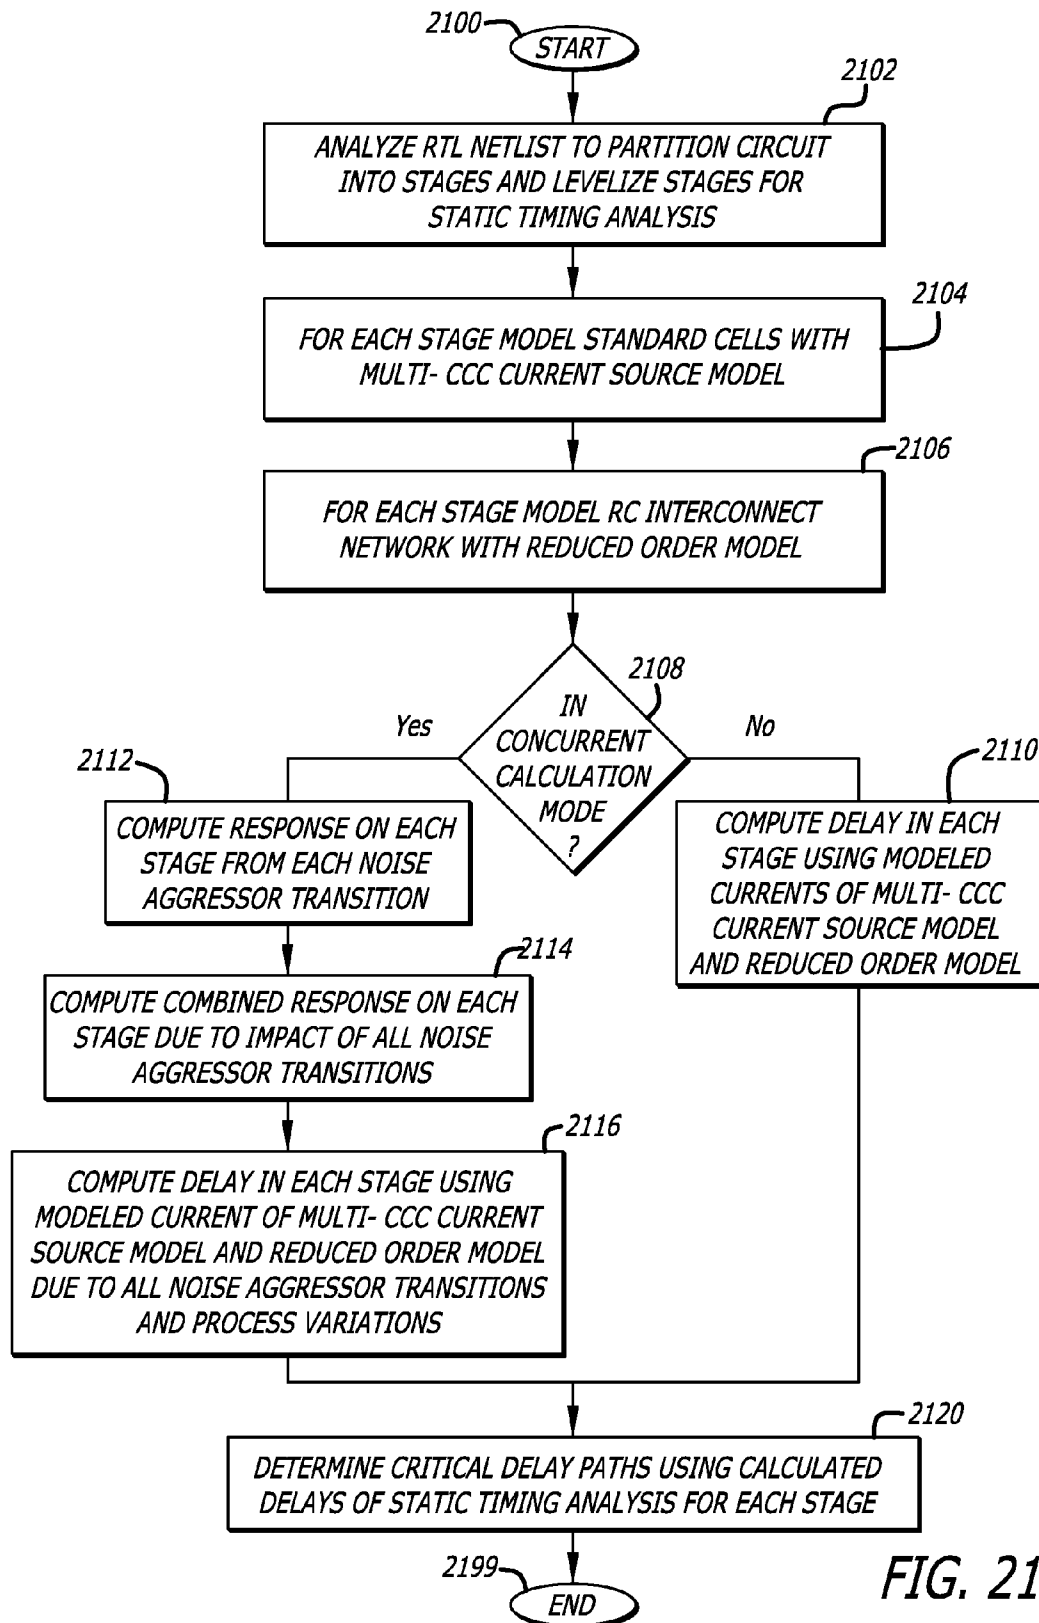 2100
START
2102
ANALYZE RTL NETLIST TO PARTITION CIRCUIT
INTO STAGES AND LEVELIZE STAGES FOR
STATIC TIMING ANALYSIS
2104
FOR EACH STAGE MODEL STANDARD CELLS WITH
MULTI- CCC CURRENT SOURCE MODEL
2106
FOR EACH STAGE MODEL RC INTERCONNECT
NETWORK WITH REDUCED ORDER MODEL
2108
IN
CONCURRENT
CALCULATION
MODE
?
Yes
No
2112
COMPUTE RESPONSE ON EACH
STAGE FROM EACH NOISE
AGGRESSOR TRANSITION
2110
COMPUTE DELAY IN EACH
STAGE USING MODELED
CURRENTS OF MULTI- CCC
CURRENT SOURCE MODEL
AND REDUCED ORDER MODEL
2114
COMPUTE COMBINED RESPONSE ON EACH
STAGE DUE TO IMPACT OF ALL NOISE
AGGRESSOR TRANSITIONS
2116
COMPUTE DELAY IN EACH STAGE USING
MODELED CURRENT OF MULTI- CCC CURRENT
SOURCE MODEL AND REDUCED ORDER MODEL
DUE TO ALL NOISE AGGRESSOR TRANSITIONS
AND PROCESS VARIATIONS
2120
DETERMINE CRITICAL DELAY PATHS USING CALCULATED
DELAYS OF STATIC TIMING ANALYSIS FOR EACH STAGE
2199
END
FIG. 21